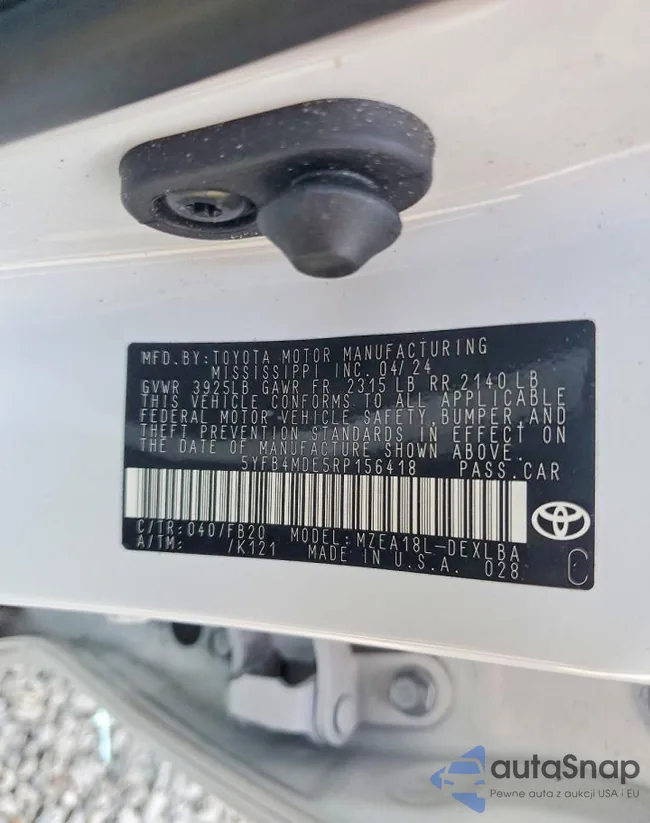 MFD. BY: TOYOTA MOTOR MANUFACTURING
MISSISSIPPI INC. 04/24
GVWR 3925LB GAWR FR. 2315 LB RR. 2140 LB
THIS VEHICLE CONFORMS TO ALL APPLICABLE
FEDERAL MOTOR VEHICLE SAFETY, BUMPER, AND
THEFT PREVENTION STANDARDS IN EFFECT ON
THE DATE OF MANUFACTURE SHOWN ABOVE.
5YFB4MDE5RP156418 PASS. CAR
C/TR: 040/FB20 MODEL: MZEA18L-DEXLBA
A/TM: /K121 MADE IN U.S.A. 028
C
autaSnap
Pewne auta z aukcji USA i EU